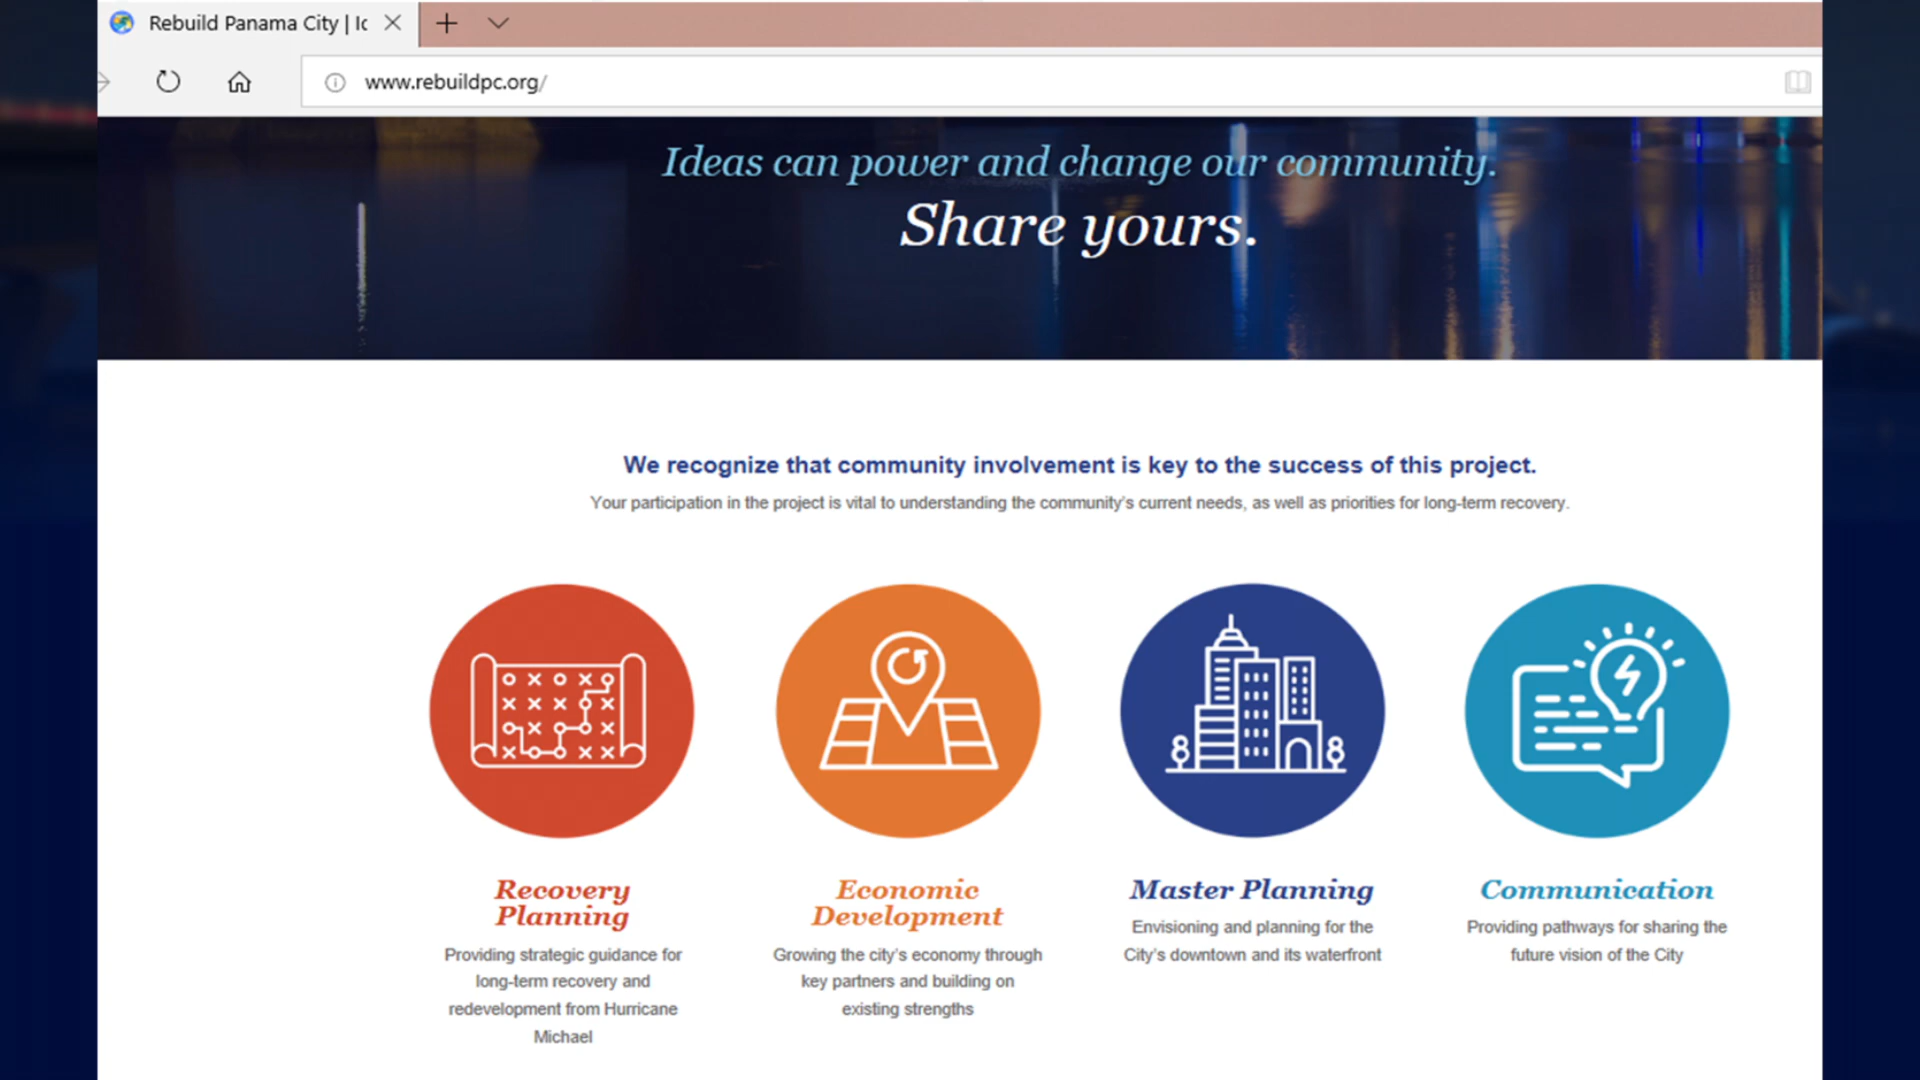 Rebuild Panama City | Ic
www.rebuildpc.org/
Ideas can power and change our community.
Share yours.
We recognize that community involvement is key to the success of this project.
Your participation in the project is vital to understanding the community's current needs, as well as priorities for long-term recovery.
Recovery
Planning
Providing strategic guidance for
long-term recovery and
redevelopment from Hurricane
Michael
Economic
Development
Growing the city's economy through
key partners and building on
existing strengths
Master Planning
Envisioning and planning for the
City's downtown and its waterfront
Communication
Providing pathways for sharing the
future vision of the City